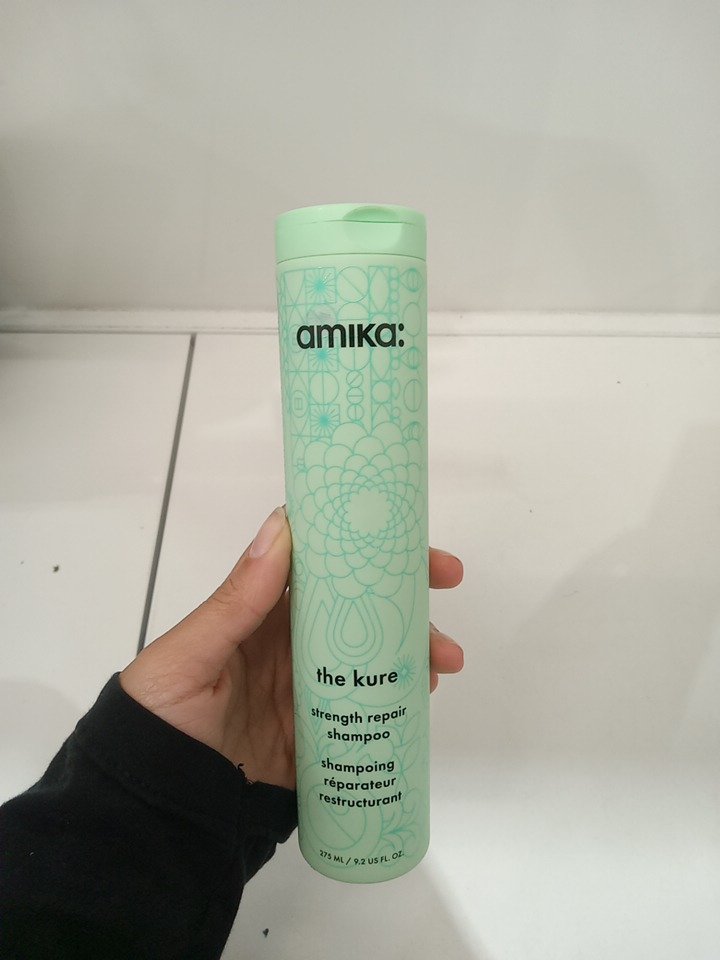 amika:
the kure
strength repair
shampoo
shampoing
réparateur
restructurant
275 ML / 9.2 US FL. OZ.